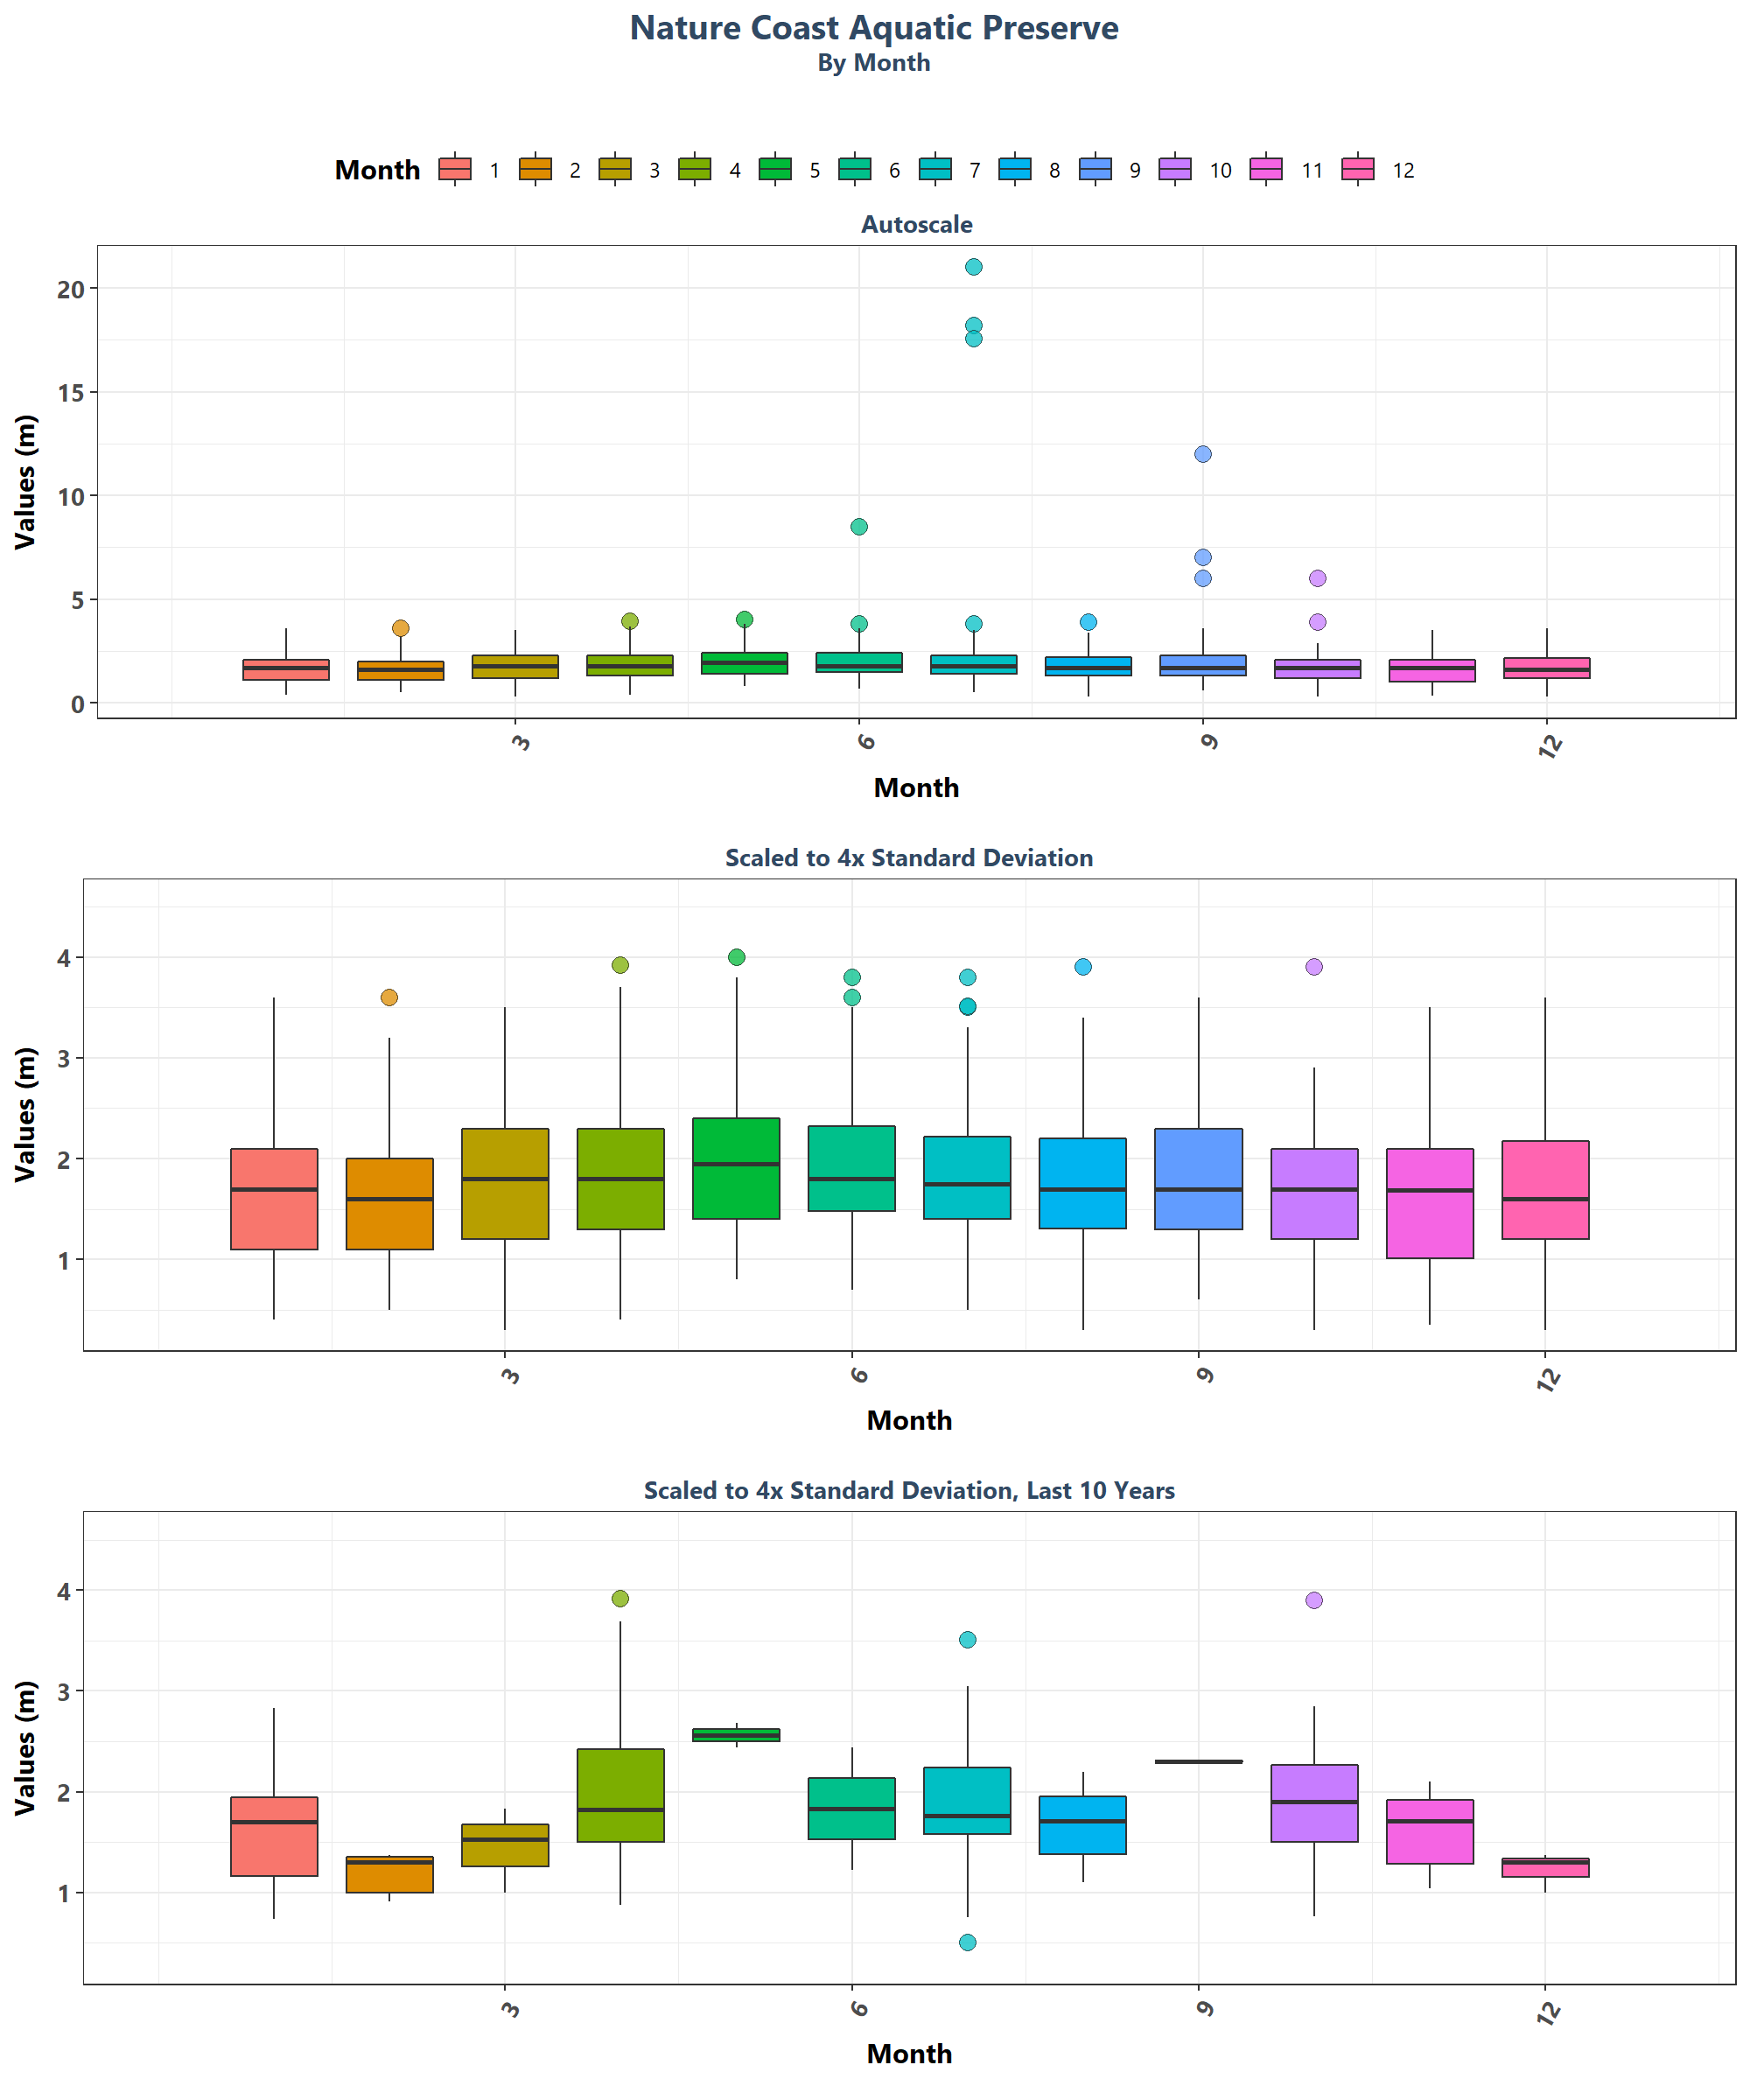 Nature Coast Aquatic Preserve
By Month
Month 1 2 3 4 5 6 7 8 9 10 11 12
Autoscale
Values (m)
20
15
10
5
0
3 6 9 12
Month
Scaled to 4x Standard Deviation
Values (m)
4
3
2
1
3 6 9 12
Month
Scaled to 4x Standard Deviation, Last 10 Years
Values (m)
4
3
2
1
3 6 9 12
Month